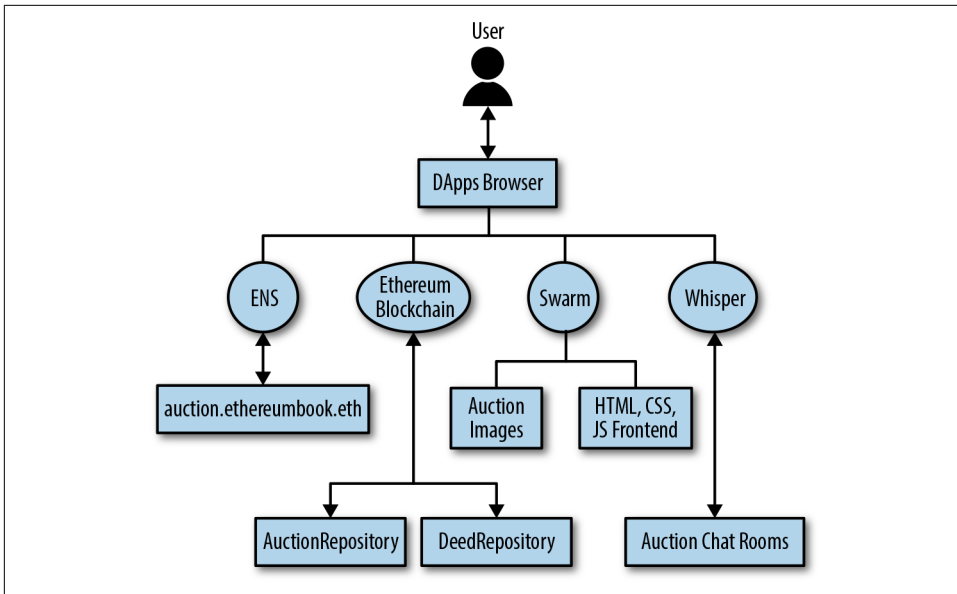 User
DApps Browser
ENS
Ethereum
Blockchain
Swarm
Whisper
auction.ethereumbook.eth
Auction
Images
HTML, CSS,
JS Frontend
AuctionRepository
DeedRepository
Auction Chat Rooms